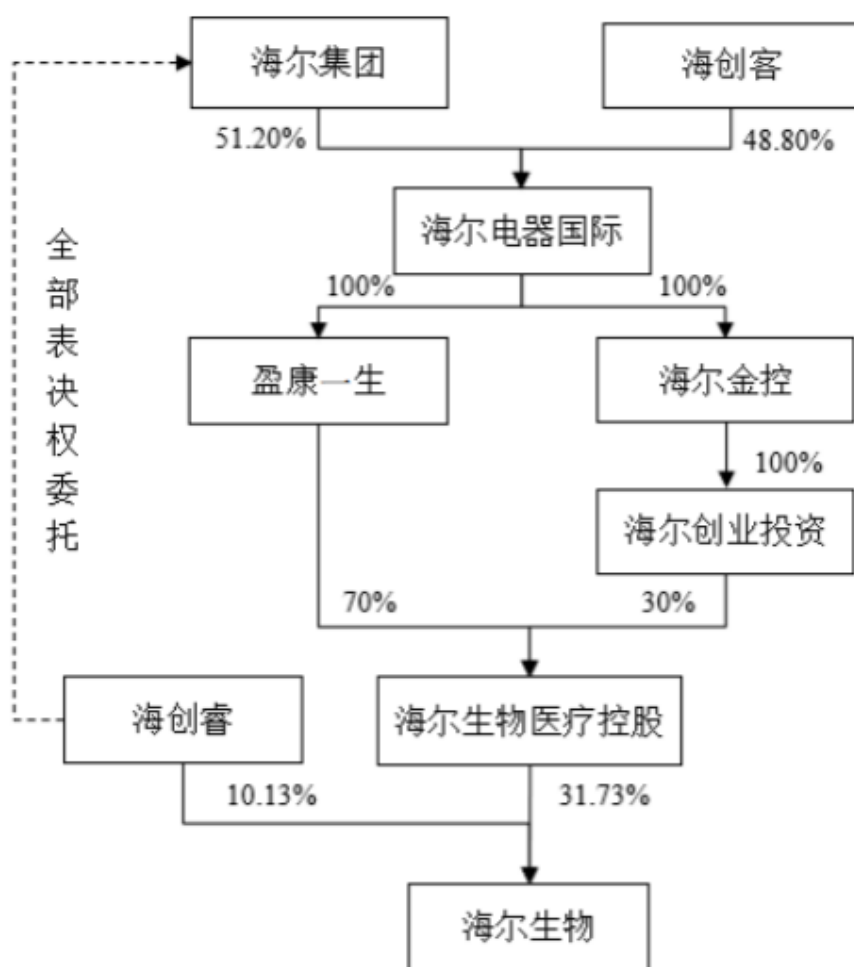 海尔集团
海创客
51.20%
48.80%
海尔电器国际
100%
100%
全部表决权委托
盈康一生
海尔金控
100%
海尔创业投资
70%
30%
海创睿
海尔生物医疗控股
10.13%
31.73%
海尔生物